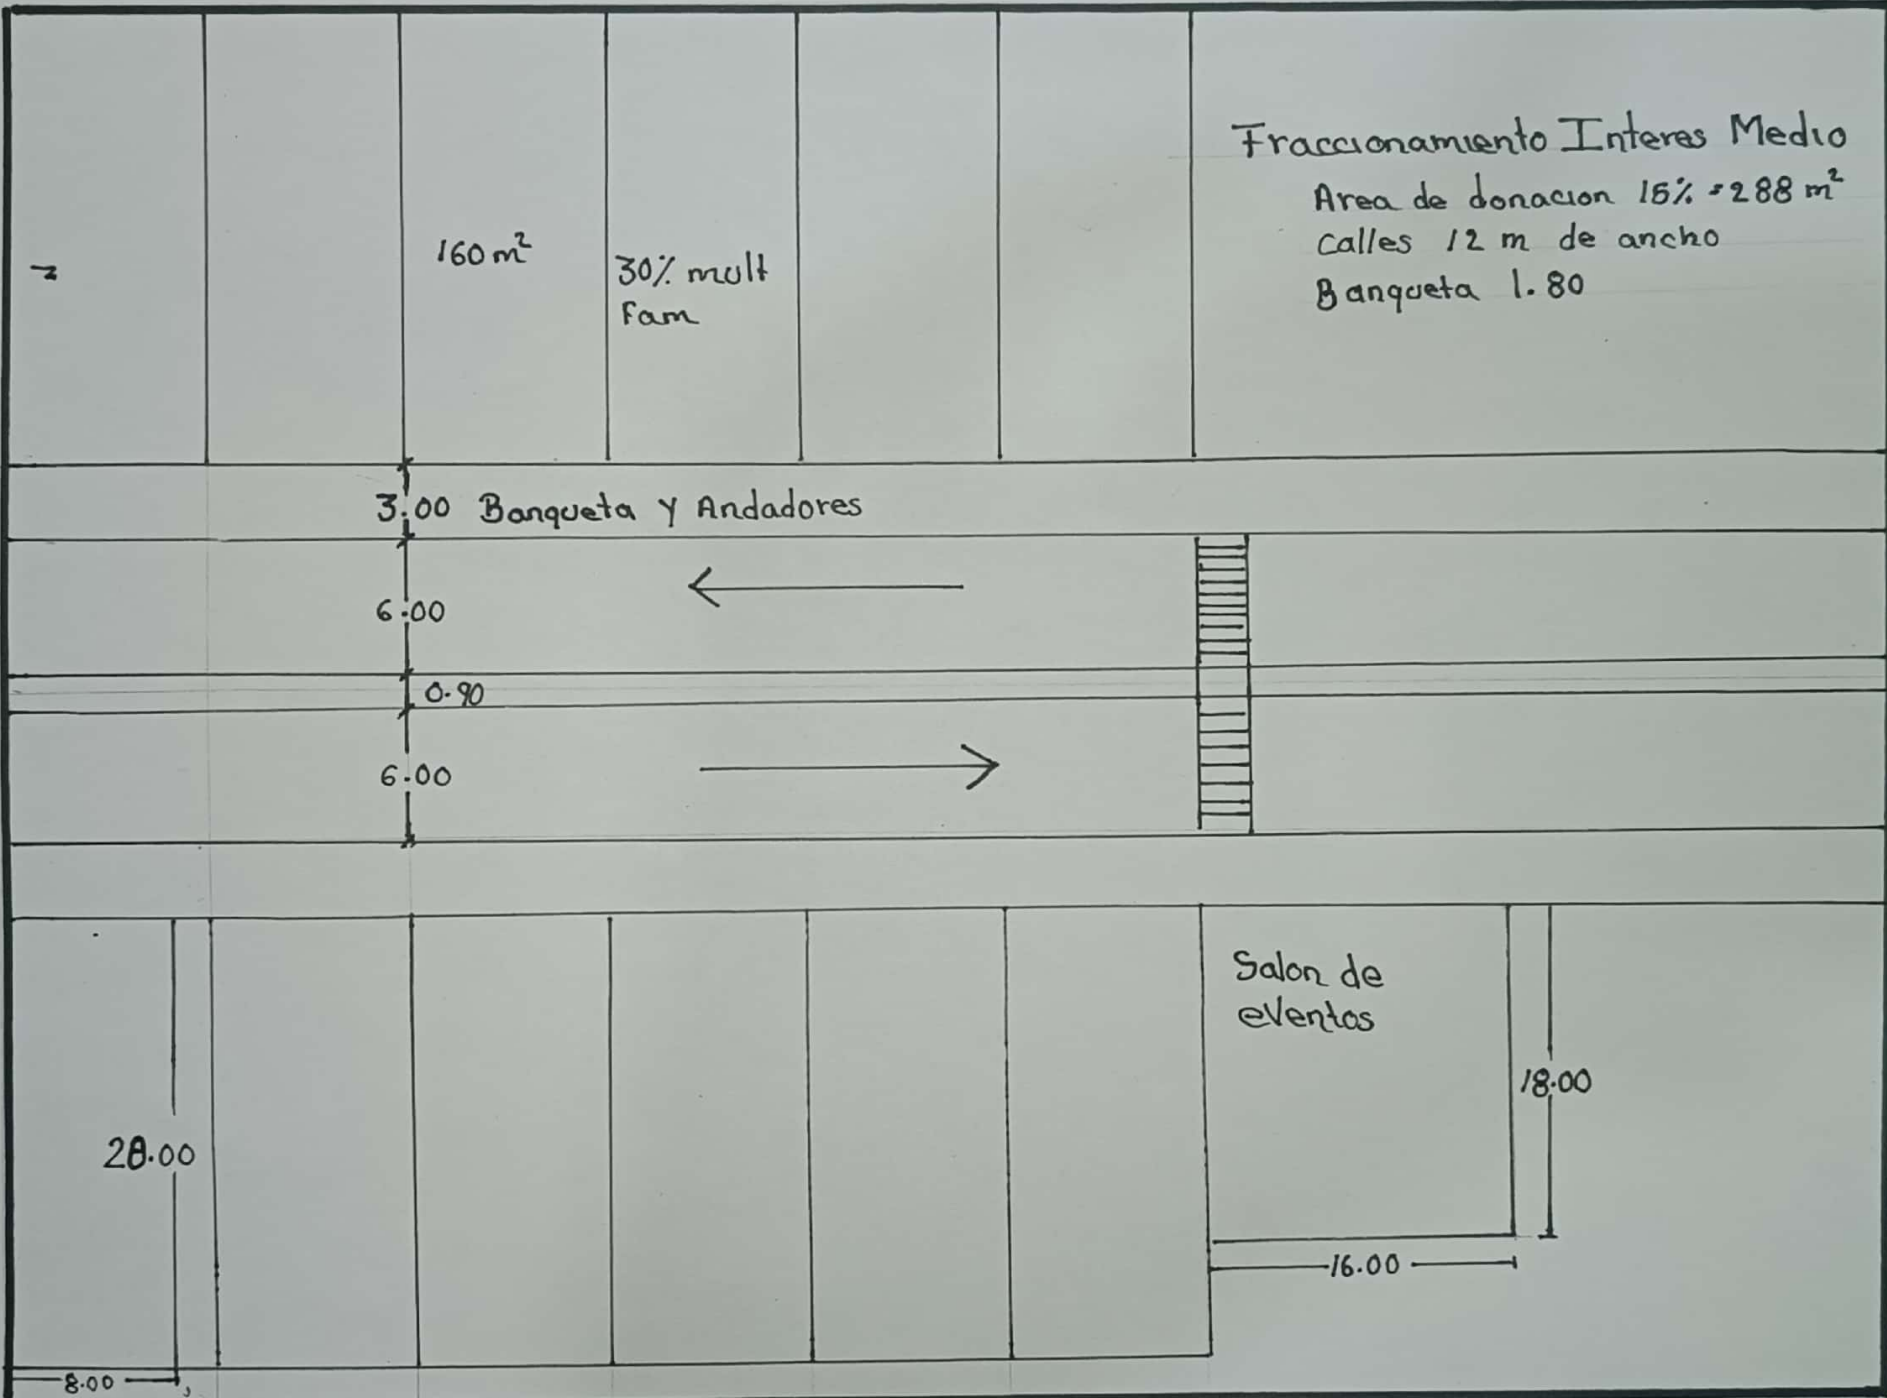 Fraccionamiento Interes Medio
Area de donacion 15% = 288 m²
Calles 12 m de ancho
Banqueta 1.80
160 m²
30% mult
Fam
3.00 Banqueta y Andadores
6.00
0.90
6.00
Salon de
eventos
18.00
28.00
16.00
8.00